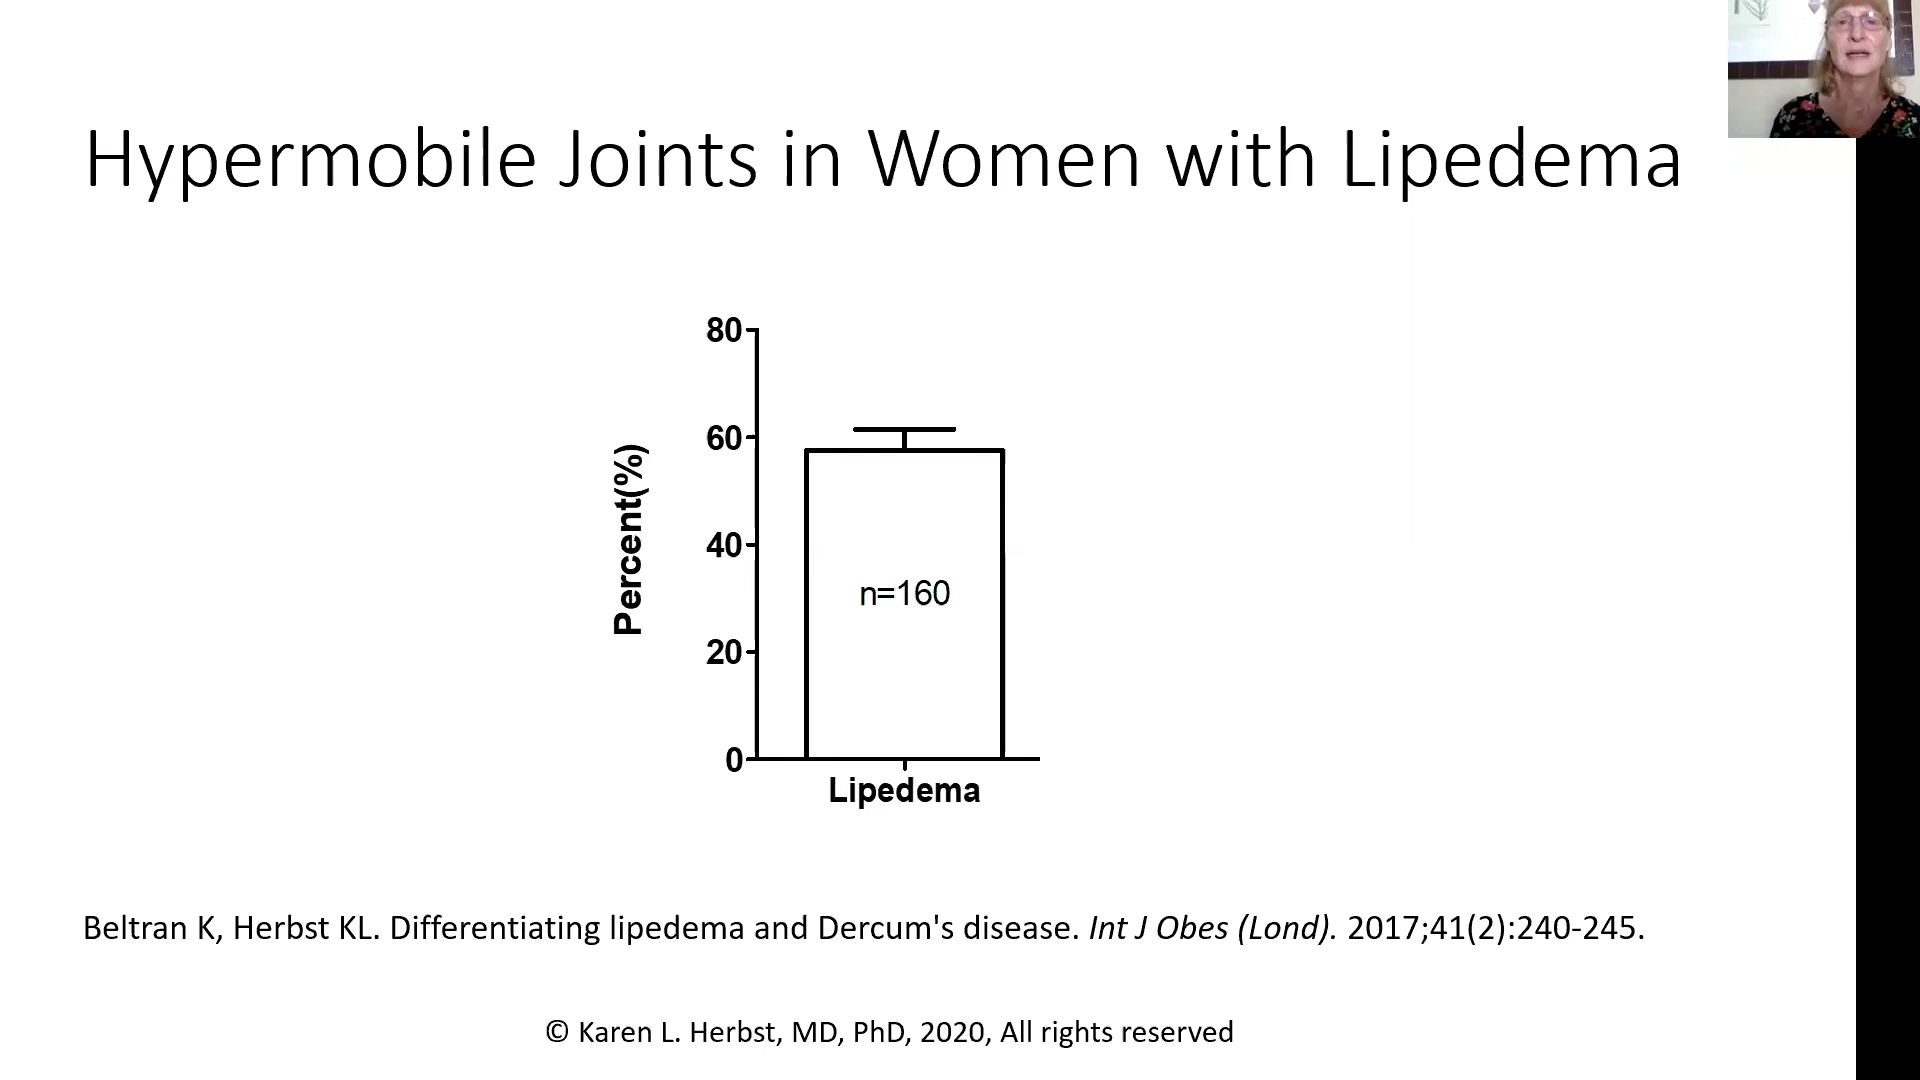 Hypermobile Joints in Women with Lipedema
80
60
40
20
0
Percent(%)
n=160
Lipedema
Beltran K, Herbst KL. Differentiating lipedema and Dercum's disease. Int J Obes (Lond). 2017;41(2):240-245.
© Karen L. Herbst, MD, PhD, 2020, All rights reserved